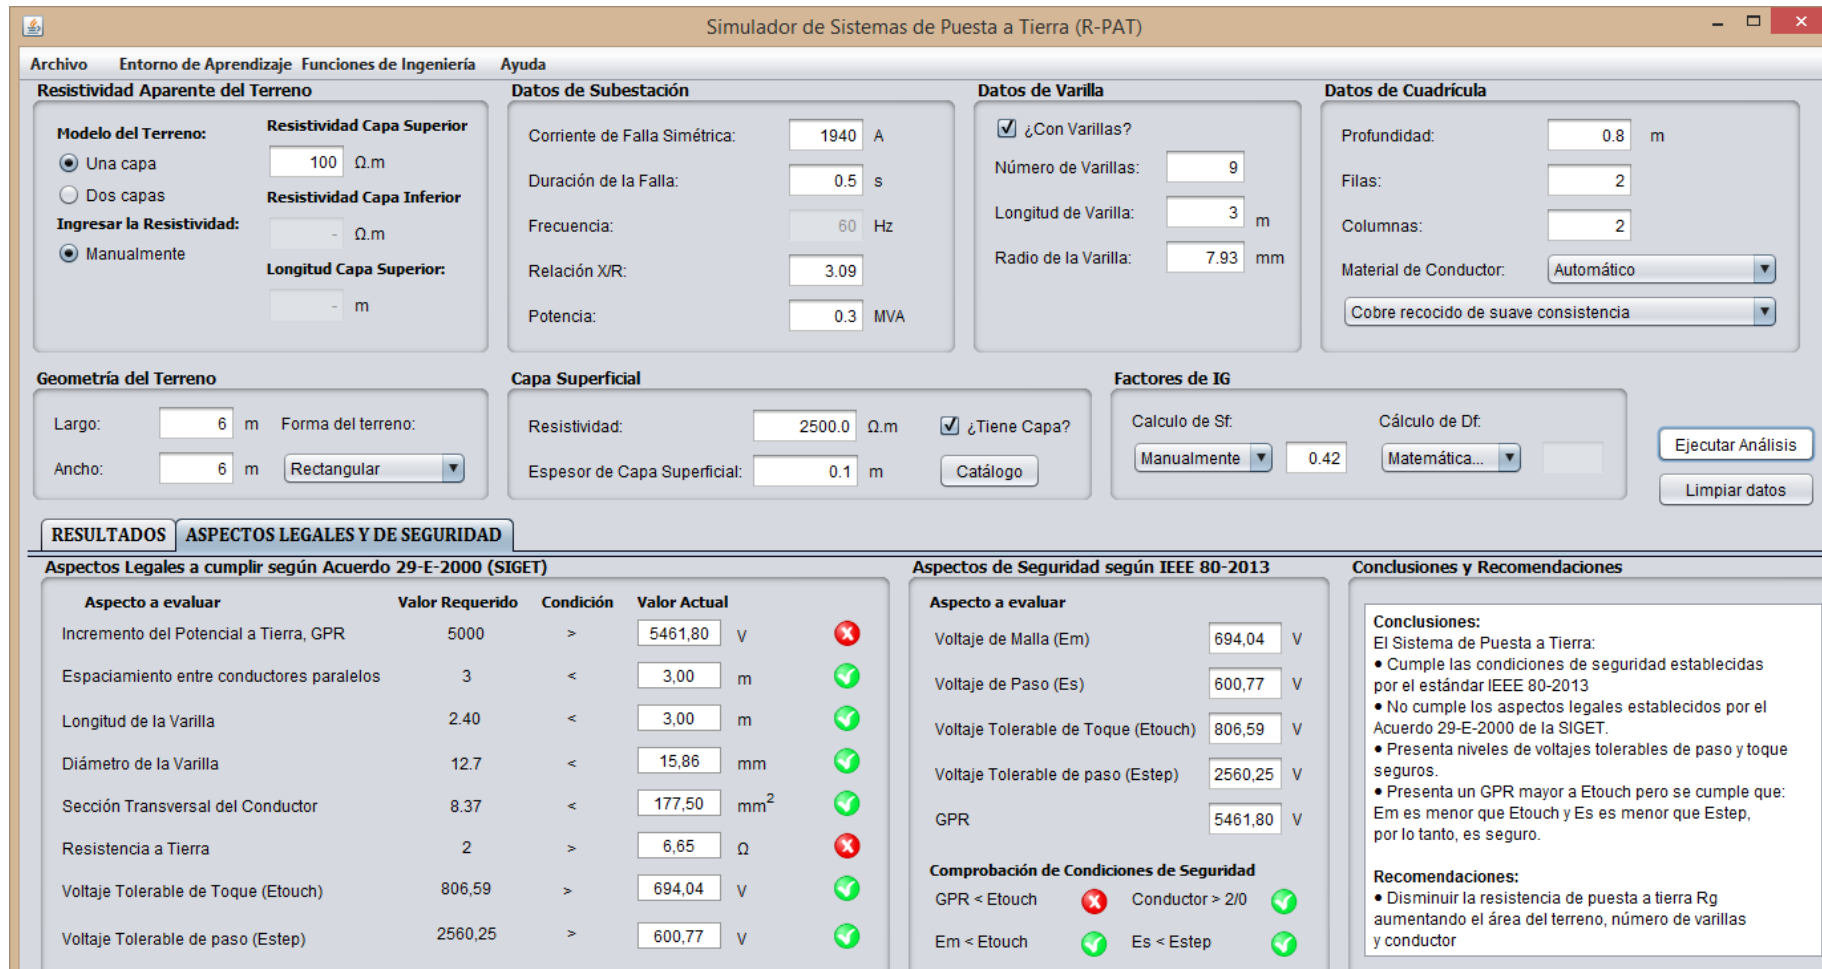 Simulador de Sistemas de Puesta a Tierra (R-PAT)
Archivo Entorno de Aprendizaje Funciones de Ingeniería Ayuda
Resistividad Aparente del Terreno
Modelo del Terreno:
Una capa
Dos capas
Ingresar la Resistividad:
Manualmente
Resistividad Capa Superior
100 Ω.m
Resistividad Capa Inferior
- Ω.m
Longitud Capa Superior:
- m
Datos de Subestación
Corriente de Falla Simétrica: 1940 A
Duración de la Falla: 0.5 s
Frecuencia: 60 Hz
Relación X/R: 3.09
Potencia: 0.3 MVA
Datos de Varilla
¿Con Varillas?
Número de Varillas: 9
Longitud de Varilla: 3 m
Radio de la Varilla: 7.93 mm
Datos de Cuadrícula
Profundidad: 0.8 m
Filas: 2
Columnas: 2
Material de Conductor: Automático
Cobre recocido de suave consistencia
Geometría del Terreno
Largo: 6 m Forma del terreno:
Ancho: 6 m Rectangular
Capa Superficial
Resistividad: 2500.0 Ω.m ¿Tiene Capa?
Espesor de Capa Superficial: 0.1 m Catálogo
Factores de IG
Calculo de Sf: Cálculo de Df:
Manualmente 0.42 Matemática...
Ejecutar Análisis
Limpiar datos
RESULTADOS ASPECTOS LEGALES Y DE SEGURIDAD
Aspectos Legales a cumplir según Acuerdo 29-E-2000 (SIGET)
Aspecto a evaluar Valor Requerido Condición Valor Actual
Incremento del Potencial a Tierra, GPR 5000 > 5461,80 V
Espaciamiento entre conductores paralelos 3 < 3,00 m
Longitud de la Varilla 2.40 < 3,00 m
Diámetro de la Varilla 12.7 < 15,86 mm
Sección Transversal del Conductor 8.37 < 177,50 mm²
Resistencia a Tierra 2 > 6,65 Ω
Voltaje Tolerable de Toque (Etouch) 806,59 > 694,04 V
Voltaje Tolerable de paso (Estep) 2560,25 > 600,77 V
Aspectos de Seguridad según IEEE 80-2013
Aspecto a evaluar
Voltaje de Malla (Em) 694,04 V
Voltaje de Paso (Es) 600,77 V
Voltaje Tolerable de Toque (Etouch) 806,59 V
Voltaje Tolerable de paso (Estep) 2560,25 V
GPR 5461,80 V
Comprobación de Condiciones de Seguridad
GPR < Etouch Conductor > 2/0
Em < Etouch Es < Estep
Conclusiones y Recomendaciones
Conclusiones:
El Sistema de Puesta a Tierra:
● Cumple las condiciones de seguridad establecidas
por el estándar IEEE 80-2013
● No cumple los aspectos legales establecidos por el
Acuerdo 29-E-2000 de la SIGET.
● Presenta niveles de voltajes tolerables de paso y toque
seguros.
● Presenta un GPR mayor a Etouch pero se cumple que:
Em es menor que Etouch y Es es menor que Estep,
por lo tanto, es seguro.
Recomendaciones:
● Disminuir la resistencia de puesta a tierra Rg
aumentando el área del terreno, número de varillas
y conductor